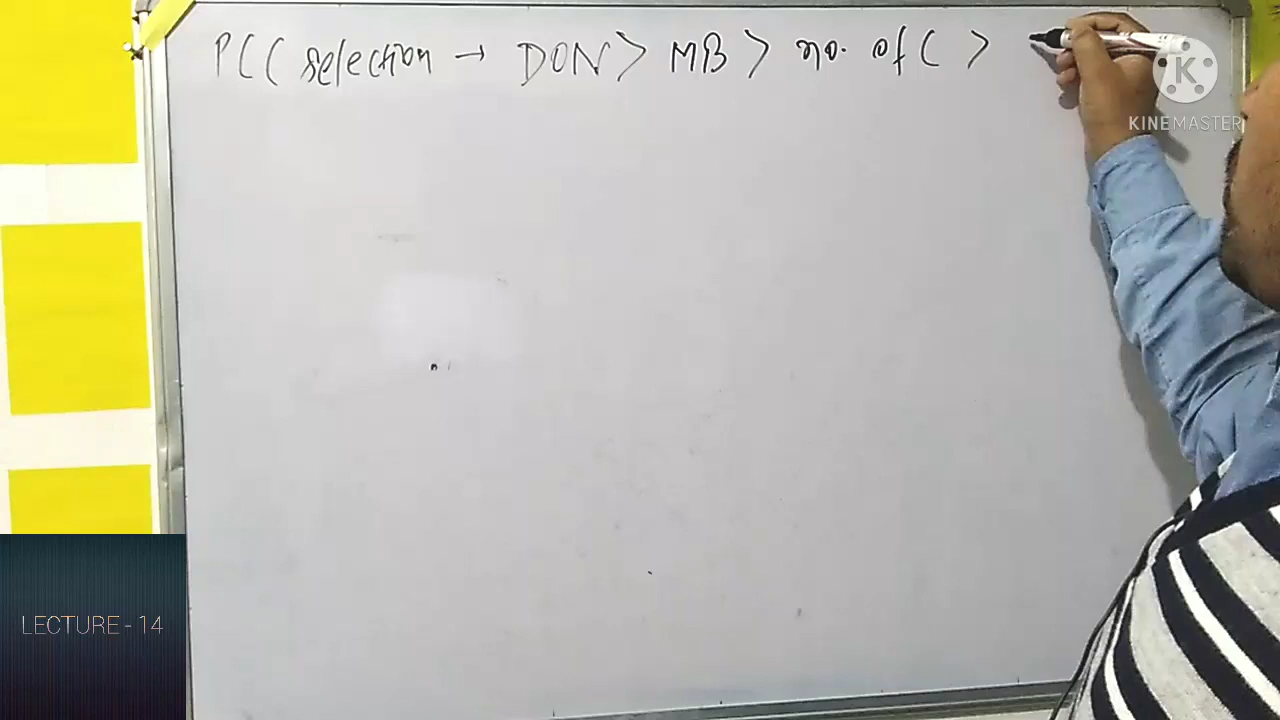 PCC selection → DON > MB > no. of C >
K
KINEMASTER
LECTURE - 14